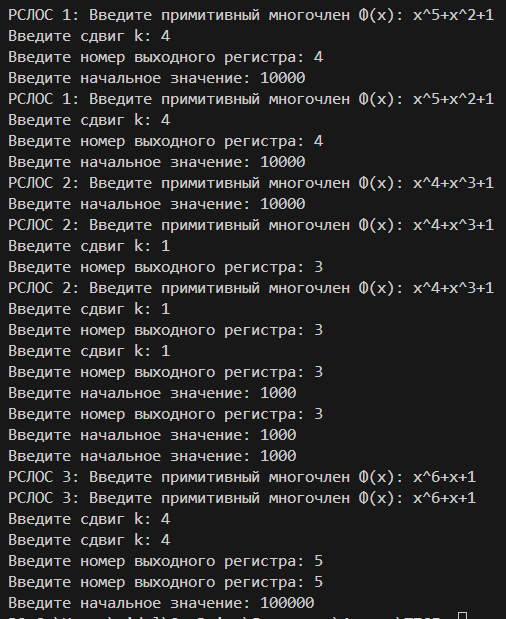 РСЛОС 1: Введите примитивный многочлен Ф(x): x^5+x^2+1
Введите сдвиг k: 4
Введите номер выходного регистра: 4
Введите начальное значение: 10000
РСЛОС 1: Введите примитивный многочлен Ф(x): x^5+x^2+1
Введите сдвиг k: 4
Введите номер выходного регистра: 4
Введите начальное значение: 10000
РСЛОС 2: Введите примитивный многочлен Ф(x): x^4+x^3+1
Введите начальное значение: 10000
РСЛОС 2: Введите примитивный многочлен Ф(x): x^4+x^3+1
Введите сдвиг k: 1
Введите номер выходного регистра: 3
РСЛОС 2: Введите примитивный многочлен Ф(x): x^4+x^3+1
Введите сдвиг k: 1
Введите номер выходного регистра: 3
Введите сдвиг k: 1
Введите номер выходного регистра: 3
Введите начальное значение: 1000
Введите номер выходного регистра: 3
Введите начальное значение: 1000
Введите начальное значение: 1000
РСЛОС 3: Введите примитивный многочлен Ф(x): x^6+x+1
РСЛОС 3: Введите примитивный многочлен Ф(x): x^6+x+1
Введите сдвиг k: 4
Введите сдвиг k: 4
Введите номер выходного регистра: 5
Введите номер выходного регистра: 5
Введите начальное значение: 100000